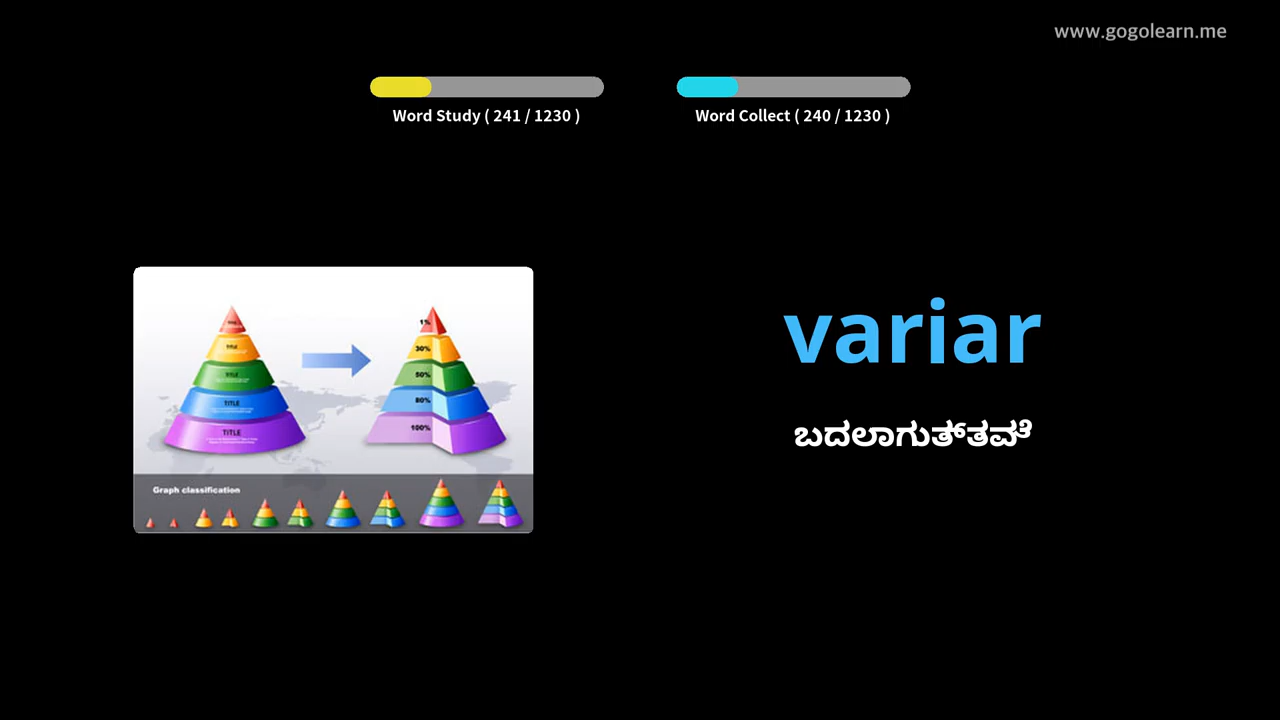 www.gogolearn.me
Word Study ( 241 / 1230 )
Word Collect ( 240 / 1230 )
variar
ಬದಲಾಗುತ್ತವೆ
TITLE
TITLE
TITLE
TITLE
1%
30%
50%
80%
100%
Graph classification